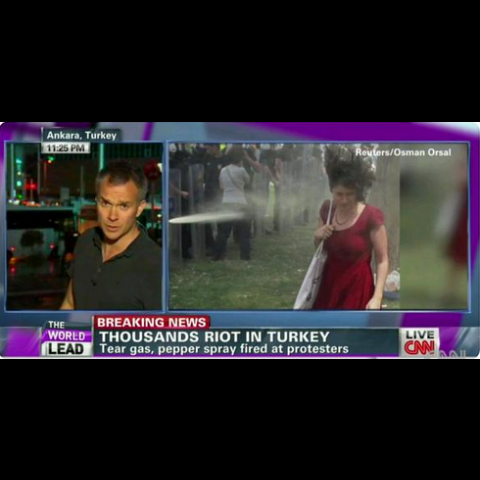 Ankara, Turkey
11:25 PM
Reuters/Osman Orsal
THE
WORLD
LEAD
BREAKING NEWS
THOUSANDS RIOT IN TURKEY
Tear gas, pepper spray fired at protesters
LIVE
CNN
CNN